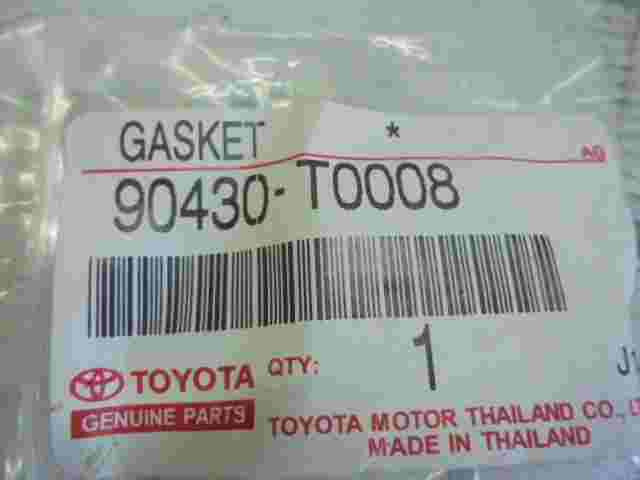 GASKET *
90430-T0008
TOYOTA QTY: 1
GENUINE PARTS
TOYOTA MOTOR THAILAND CO.,
MADE IN THAILAND